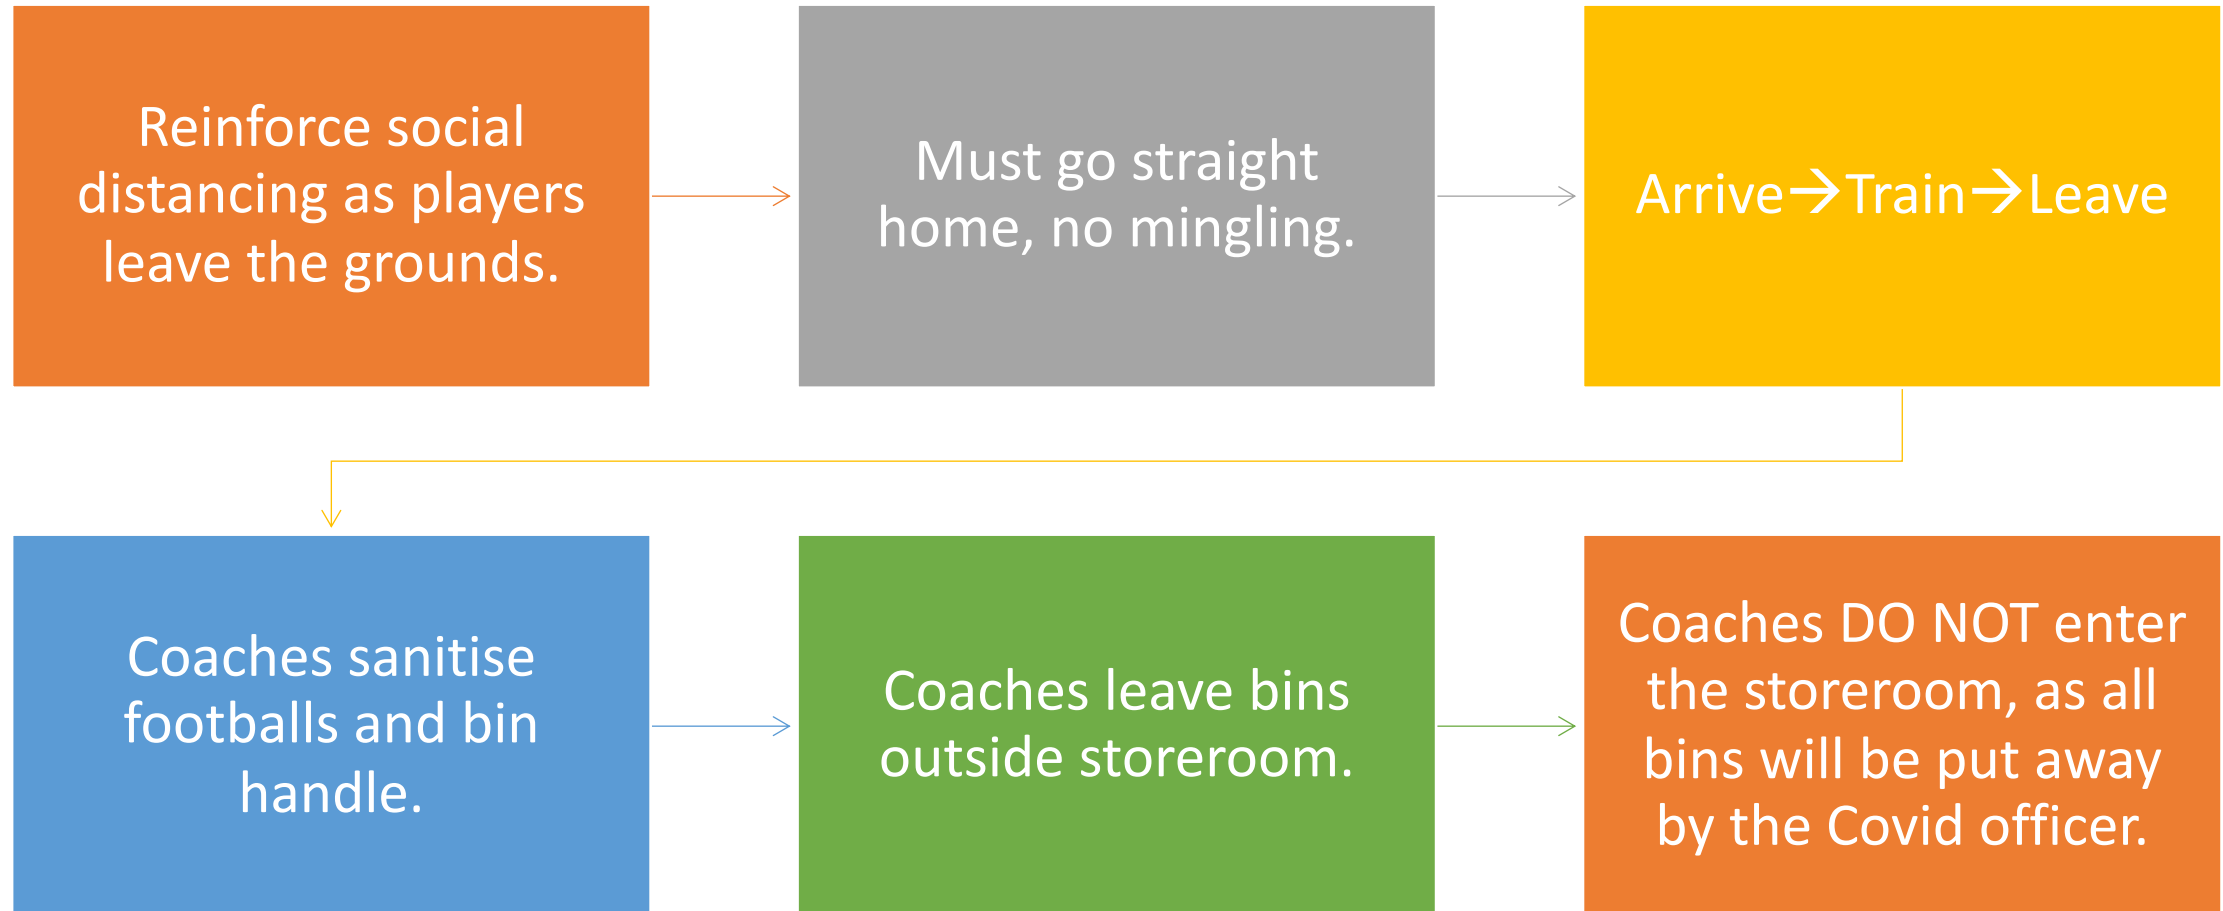 Reinforce social
distancing as players
leave the grounds.
Must go straight
home, no mingling.
Arrive→Train→Leave
Coaches sanitise
footballs and bin
handle.
Coaches leave bins
outside storeroom.
Coaches DO NOT enter
the storeroom, as all
bins will be put away
by the Covid officer.